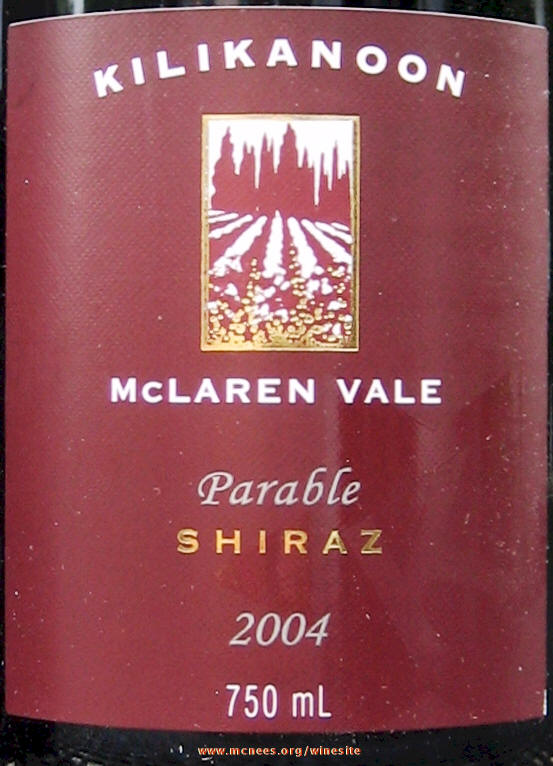 KILIKANOON
McLAREN VALE
Parable
SHIRAZ
2004
750 mL
www.mcnees.org/winesite